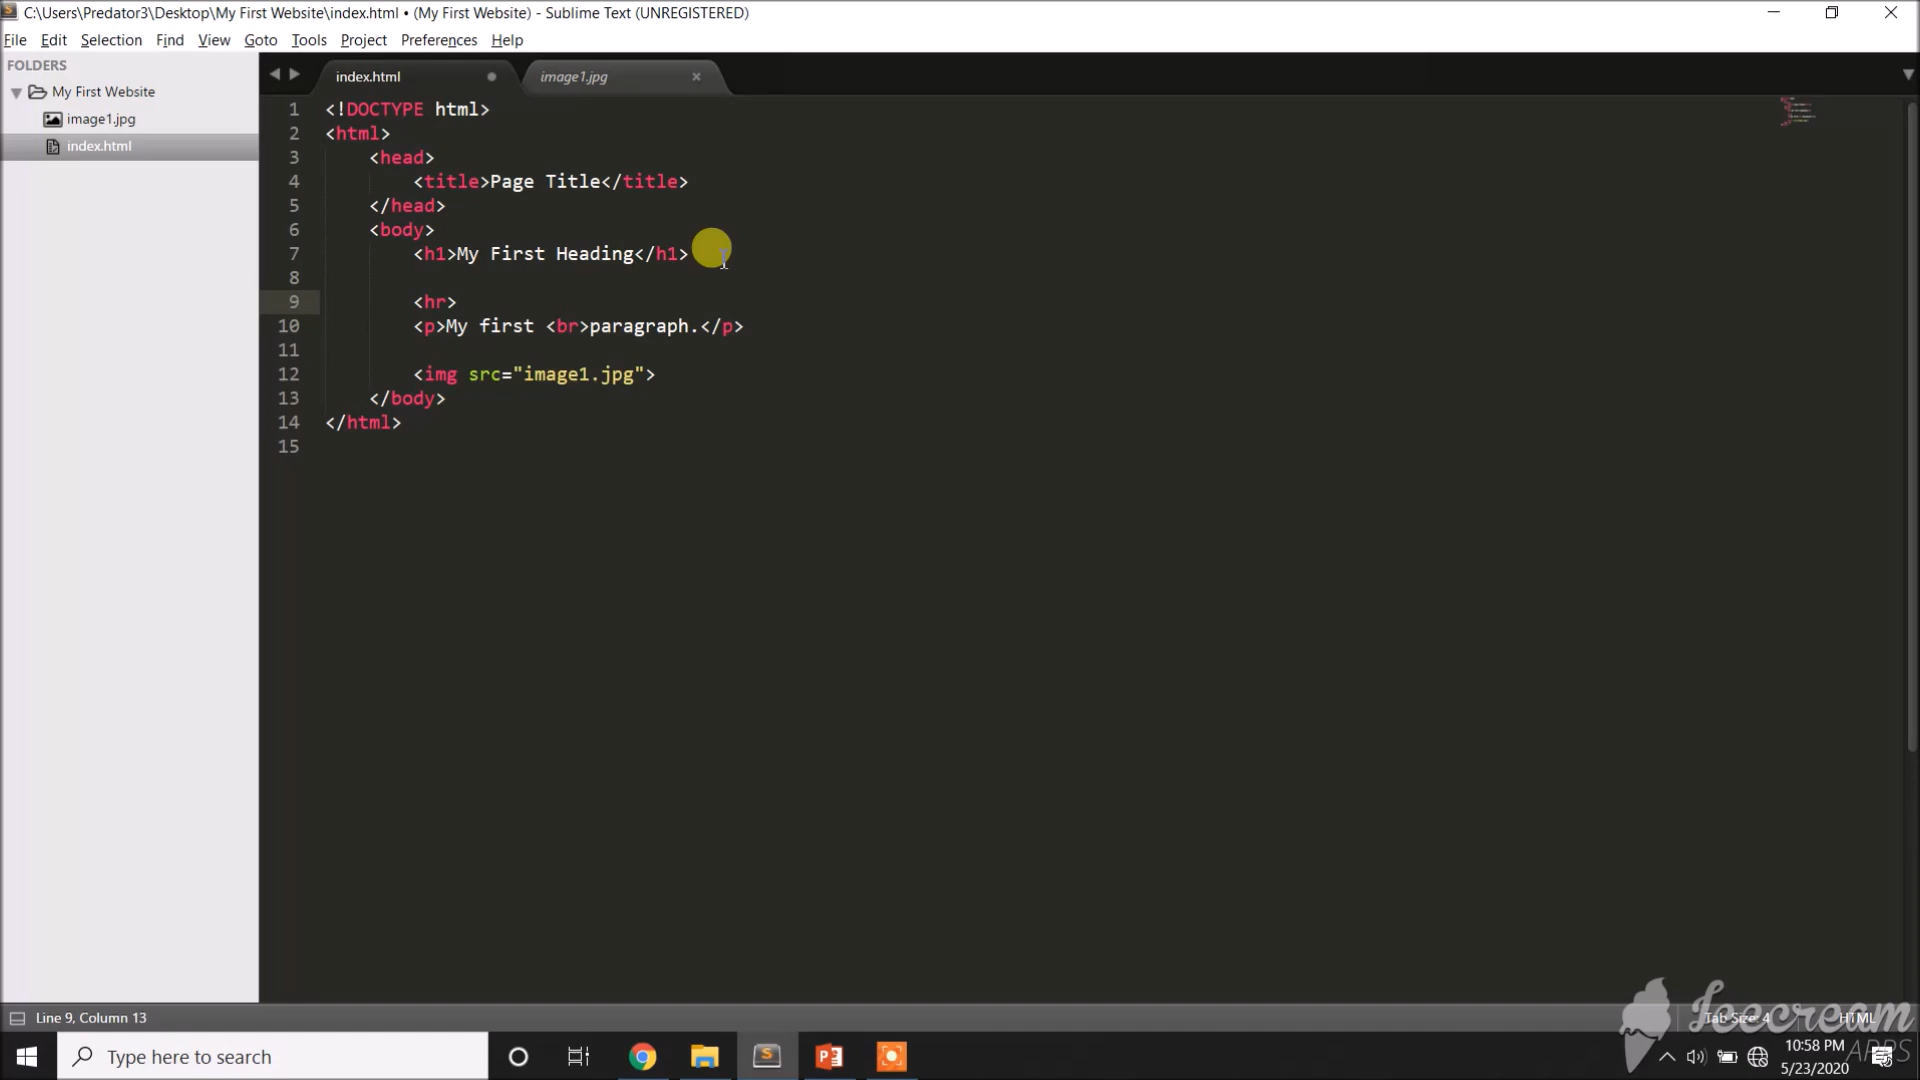 C:\Users\Predator3\Desktop\My First Website\index.html • (My First Website) - Sublime Text (UNREGISTERED)
File Edit Selection Find View Goto Tools Project Preferences Help
FOLDERS
My First Website
image1.jpg
index.html
index.html image1.jpg
1 <!DOCTYPE html>
2 <html>
3 <head>
4 <title>Page Title</title>
5 </head>
6 <body>
7 <h1>My First Heading</h1>
8
9 <hr>
10 <p>My first <br>paragraph.</p>
11
12 <img src="image1.jpg">
13 </body>
14 </html>
15
Line 9, Column 13
Tab Size: 4 HTML
Icecream
APPS
Type here to search
10:58 PM
5/23/2020